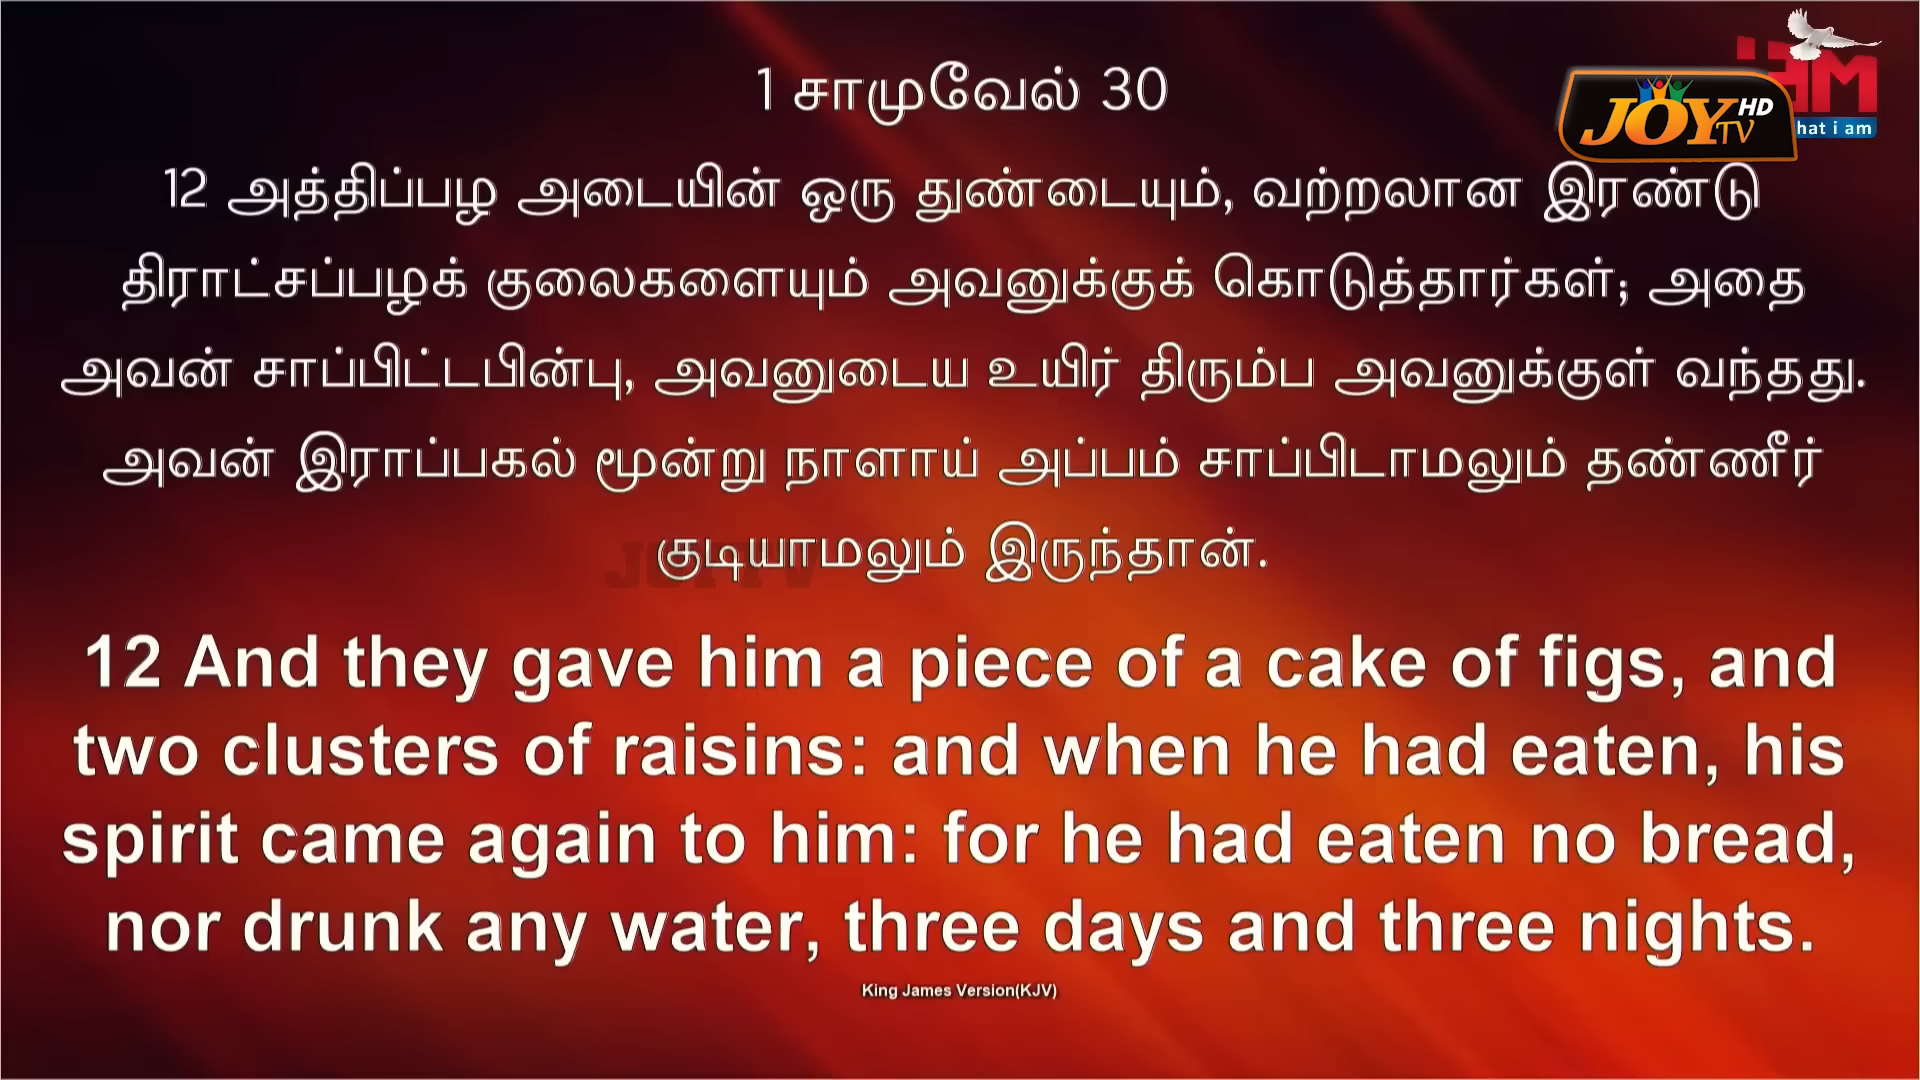 1 சாமுவேல் 30
JOY TV HD
hat i am
12 அத்திப்பழ அடையின் ஒரு துண்டையும், வற்றலான இரண்டு
திராட்சப்பழக் குலைகளையும் அவனுக்குக் கொடுத்தார்கள்; அதை
அவன் சாப்பிட்டபின்பு, அவனுடைய உயிர் திரும்ப அவனுக்குள் வந்தது.
அவன் இராப்பகல் மூன்று நாளாய் அப்பம் சாப்பிடாமலும் தண்ணீர்
குடியாமலும் இருந்தான்.
12 And they gave him a piece of a cake of figs, and
two clusters of raisins: and when he had eaten, his
spirit came again to him: for he had eaten no bread,
nor drunk any water, three days and three nights.
King James Version(KJV)